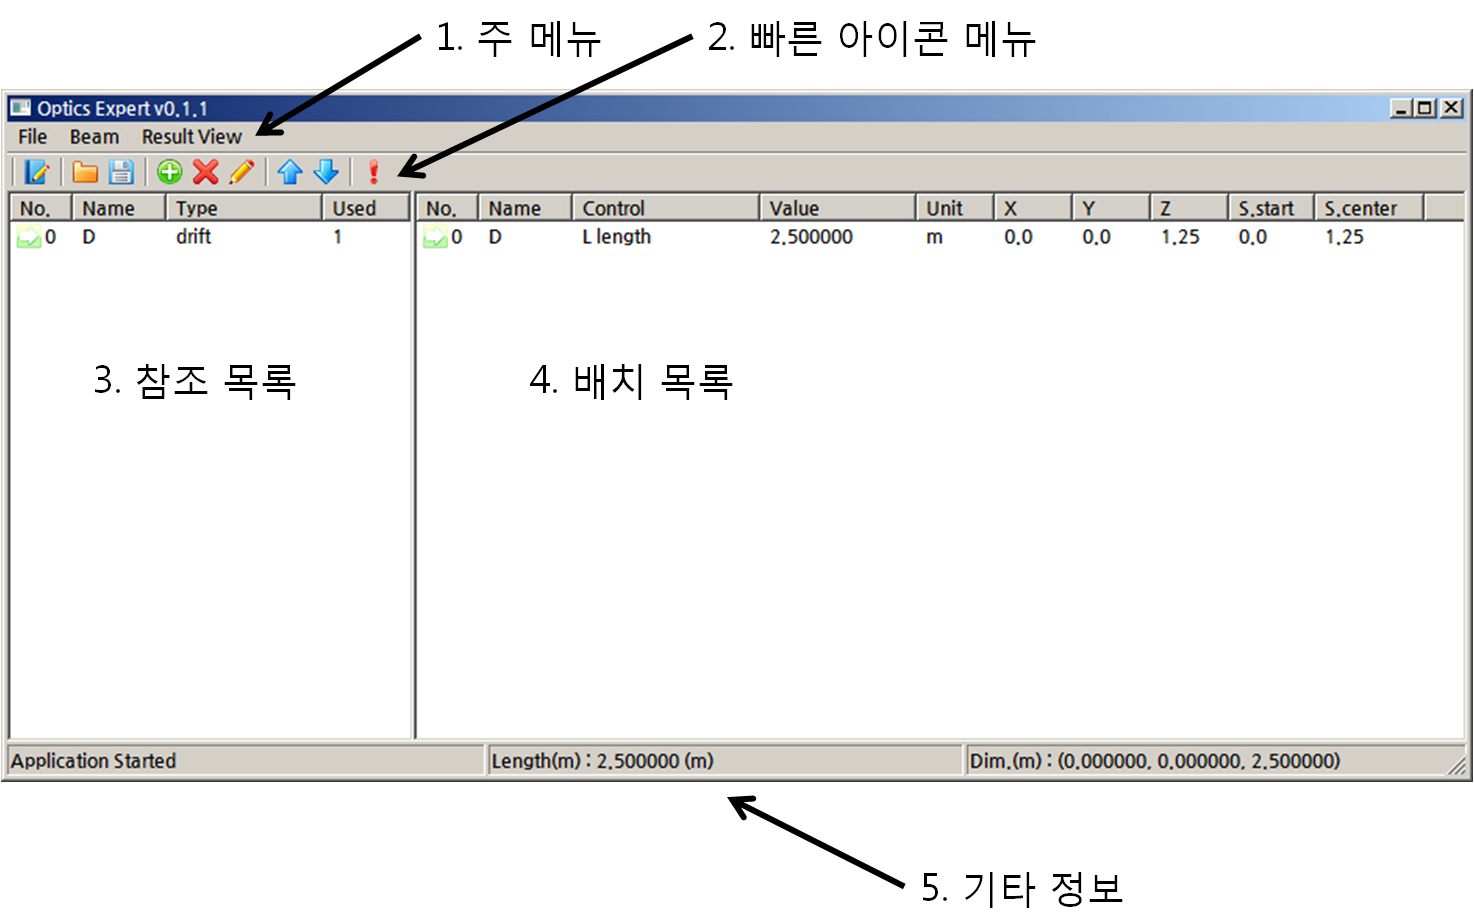 1. 주 메뉴
2. 빠른 아이콘 메뉴
Optics Expert v0.1.1
File Beam Result View
No. Name Type Used
0 D drift 1
No. Name Control Value Unit X Y Z S.start S.center
0 D L length 2.500000 m 0.0 0.0 1.25 0.0 1.25
3. 참조 목록
4. 배치 목록
Application Started
Length(m) : 2.500000 (m)
Dim.(m) : (0.000000, 0.000000, 2.500000)
5. 기타 정보